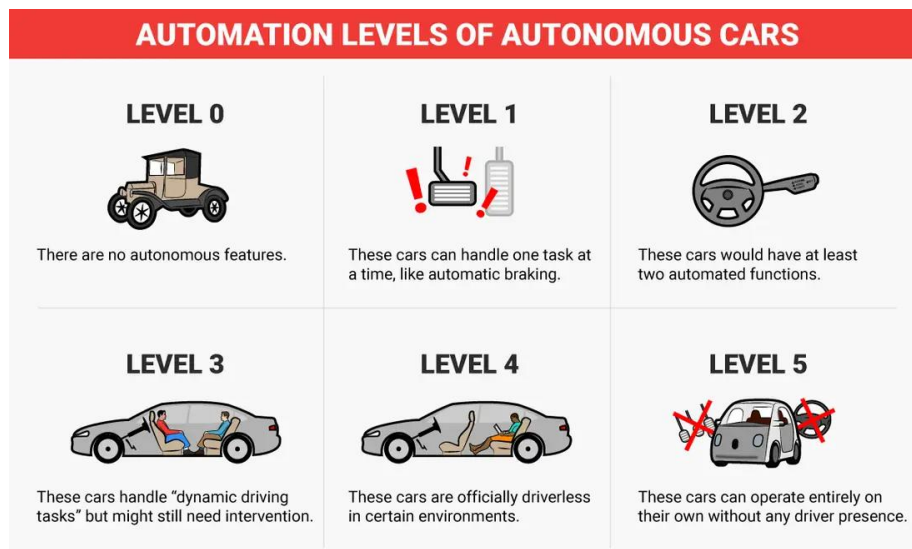 AUTOMATION LEVELS OF AUTONOMOUS CARS
LEVEL 0
There are no autonomous features.
LEVEL 1
These cars can handle one task at
a time, like automatic braking.
LEVEL 2
These cars would have at least
two automated functions.
LEVEL 3
These cars handle “dynamic driving
tasks” but might still need intervention.
LEVEL 4
These cars are officially driverless
in certain environments.
LEVEL 5
These cars can operate entirely on
their own without any driver presence.